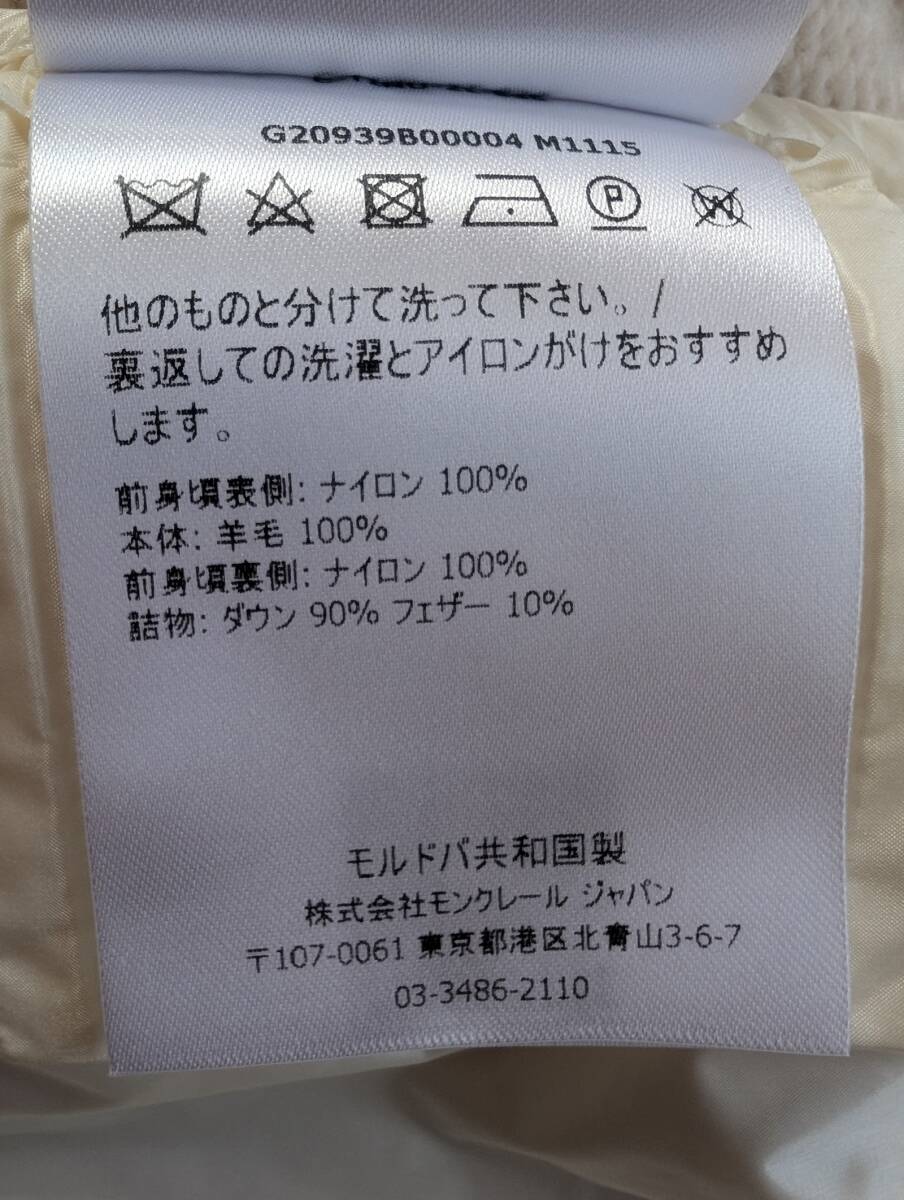 G20939B00004 M1115
P
W
他のものと分けて洗って下さい。/
裏返しての洗濯とアイロンがけをおすすめ
します。
前身頃表側: ナイロン 100%
本体: 羊毛 100%
前身頃裏側: ナイロン 100%
詰物: ダウン 90% フェザー 10%
モルドバ共和国製
株式会社モンクレール ジャパン
〒107-0061 東京都港区北青山3-6-7
03-3486-2110